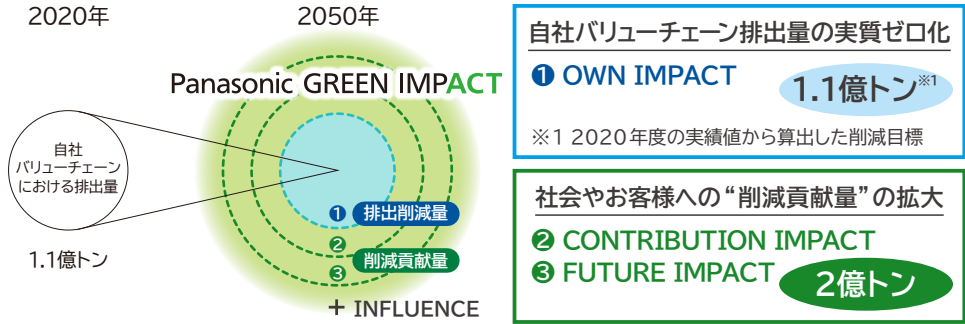 2020年
2050年
Panasonic GREEN IMPACT
自社
バリューチェーン
における排出量
1.1億トン
❶ 排出削減量
❷
❸
削減貢献量
+ INFLUENCE
自社バリューチェーン排出量の実質ゼロ化
❶ OWN IMPACT
1.1億トン※1
※1 2020年度の実績値から算出した削減目標
社会やお客様への“削減貢献量”の拡大
❷ CONTRIBUTION IMPACT
❸ FUTURE IMPACT
2億トン